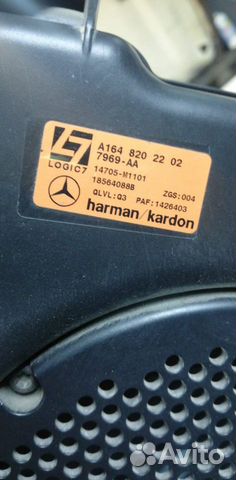 LOGIC7
A164 820 22 02
7969-AA
14705-M1101
18564088B
ZGS:004
QLVL:Q3 PAF:1426403
harman/kardon
Avito